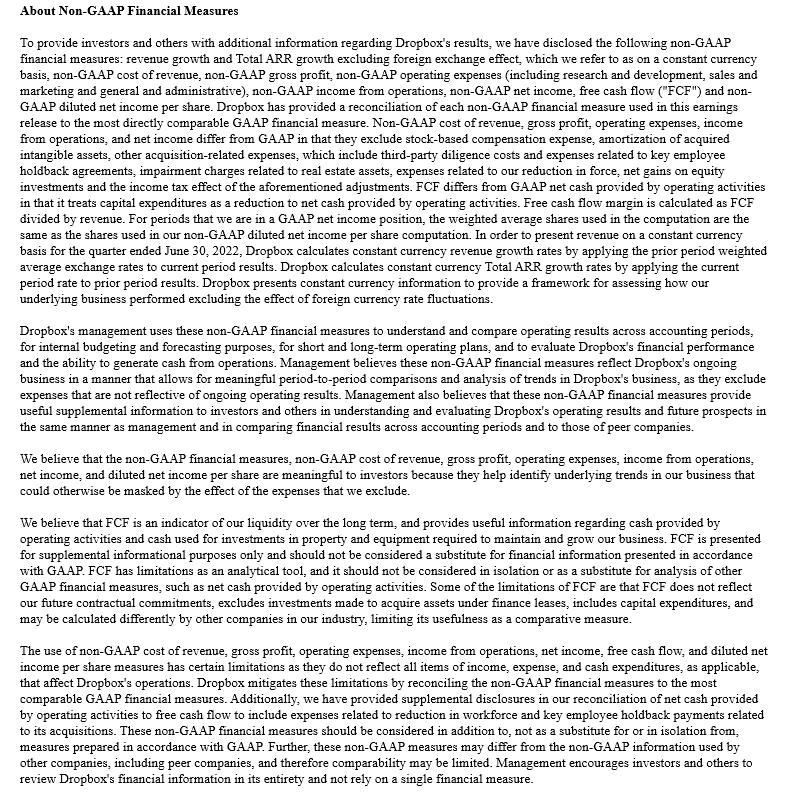 About Non-GAAP Financial Measures
To provide investors and others with additional information regarding Dropbox's results, we have disclosed the following non-GAAP
financial measures: revenue growth and Total ARR growth excluding foreign exchange effect, which we refer to as on a constant currency
basis, non-GAAP cost of revenue, non-GAAP gross profit, non-GAAP operating expenses (including research and development, sales and
marketing and general and administrative), non-GAAP income from operations, non-GAAP net income, free cash flow ("FCF") and non-
GAAP diluted net income per share. Dropbox has provided a reconciliation of each non-GAAP financial measure used in this earnings
release to the most directly comparable GAAP financial measure. Non-GAAP cost of revenue, gross profit, operating expenses, income
from operations, and net income differ from GAAP in that they exclude stock-based compensation expense, amortization of acquired
intangible assets, other acquisition-related expenses, which include third-party diligence costs and expenses related to key employee
holdback agreements, impairment charges related to real estate assets, expenses related to our reduction in force, net gains on equity
investments and the income tax effect of the aforementioned adjustments. FCF differs from GAAP net cash provided by operating activities
in that it treats capital expenditures as a reduction to net cash provided by operating activities. Free cash flow margin is calculated as FCF
divided by revenue. For periods that we are in a GAAP net income position, the weighted average shares used in the computation are the
same as the shares used in our non-GAAP diluted net income per share computation. In order to present revenue on a constant currency
basis for the quarter ended June 30, 2022, Dropbox calculates constant currency revenue growth rates by applying the prior period weighted
average exchange rates to current period results. Dropbox calculates constant currency Total ARR growth rates by applying the current
period rate to prior period results. Dropbox presents constant currency information to provide a framework for assessing how our
underlying business performed excluding the effect of foreign currency rate fluctuations.
Dropbox's management uses these non-GAAP financial measures to understand and compare operating results across accounting periods,
for internal budgeting and forecasting purposes, for short and long-term operating plans, and to evaluate Dropbox's financial performance
and the ability to generate cash from operations. Management believes these non-GAAP financial measures reflect Dropbox's ongoing
business in a manner that allows for meaningful period-to-period comparisons and analysis of trends in Dropbox's business, as they exclude
expenses that are not reflective of ongoing operating results. Management also believes that these non-GAAP financial measures provide
useful supplemental information to investors and others in understanding and evaluating Dropbox's operating results and future prospects in
the same manner as management and in comparing financial results across accounting periods and to those of peer companies.
We believe that the non-GAAP financial measures, non-GAAP cost of revenue, gross profit, operating expenses, income from operations,
net income, and diluted net income per share are meaningful to investors because they help identify underlying trends in our business that
could otherwise be masked by the effect of the expenses that we exclude.
We believe that FCF is an indicator of our liquidity over the long term, and provides useful information regarding cash provided by
operating activities and cash used for investments in property and equipment required to maintain and grow our business. FCF is presented
for supplemental informational purposes only and should not be considered a substitute for financial information presented in accordance
with GAAP. FCF has limitations as an analytical tool, and it should not be considered in isolation or as a substitute for analysis of other
GAAP financial measures, such as net cash provided by operating activities. Some of the limitations of FCF are that FCF does not reflect
our future contractual commitments, excludes investments made to acquire assets under finance leases, includes capital expenditures, and
may be calculated differently by other companies in our industry, limiting its usefulness as a comparative measure.
The use of non-GAAP cost of revenue, gross profit, operating expenses, income from operations, net income, free cash flow, and diluted net
income per share measures has certain limitations as they do not reflect all items of income, expense, and cash expenditures, as applicable,
that affect Dropbox's operations. Dropbox mitigates these limitations by reconciling the non-GAAP financial measures to the most
comparable GAAP financial measures. Additionally, we have provided supplemental disclosures in our reconciliation of net cash provided
by operating activities to free cash flow to include expenses related to reduction in workforce and key employee holdback payments related
to its acquisitions. These non-GAAP financial measures should be considered in addition to, not as a substitute for or in isolation from,
measures prepared in accordance with GAAP. Further, these non-GAAP measures may differ from the non-GAAP information used by
other companies, including peer companies, and therefore comparability may be limited. Management encourages investors and others to
review Dropbox's financial information in its entirety and not rely on a single financial measure.